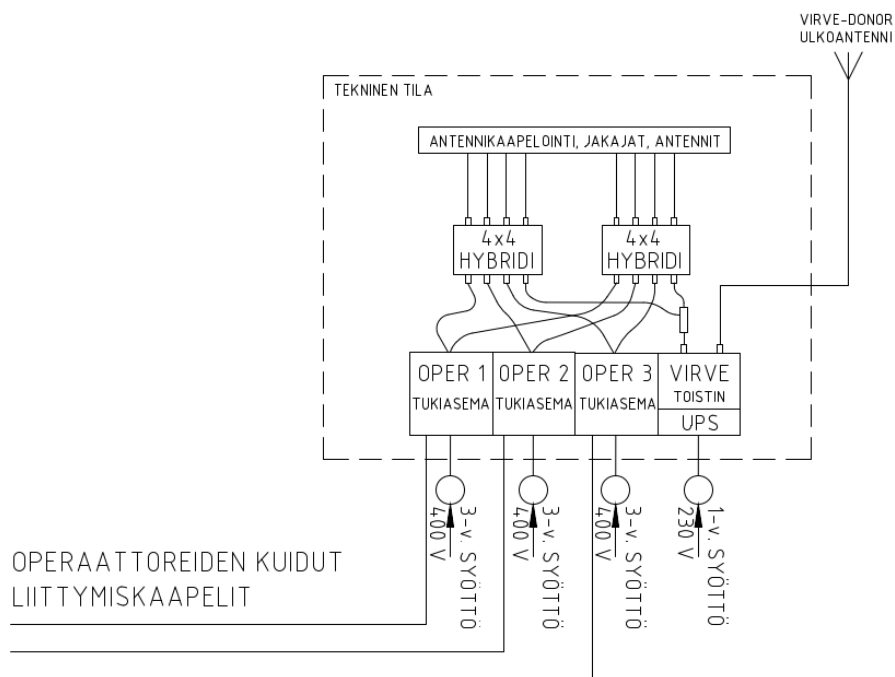 VIRVE-DONOR
ULKOANTENNI
TEKNINEN TILA
ANTENNIKAAPELOINTI, JAKAJAT, ANTENNIT
4x4
HYBRIDI
4x4
HYBRIDI
OPER 1
TUKIASEMA
OPER 2
TUKIASEMA
OPER 3
TUKIASEMA
VIRVE
TOISTIN
UPS
3-v. SYÖTTÖ
400 V
3-v. SYÖTTÖ
400 V
3-v. SYÖTTÖ
400 V
1-v. SYÖTTÖ
230 V
OPERAATTOREIDEN KUIDUT
LIITTYMISKAAPELIT